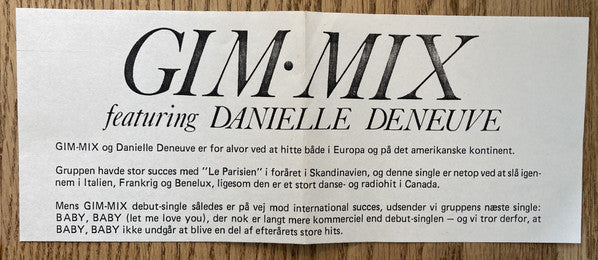 GIM·MIX
featuring DANIELLE DENEUVE
GIM-MIX og Danielle Deneuve er for alvor ved at hitte både i Europa og på det amerikanske kontinent.
Gruppen havde stor succes med "Le Parisien" i foråret i Skandinavien, og denne single er netop ved at slå igen-
nem i Italien, Frankrig og Benelux, ligesom den er et stort danse- og radiohit i Canada.
Mens GIM-MIX debut-single således er på vej mod international succes, udsender vi gruppens næste single:
BABY, BABY (let me love you), der nok er langt mere kommerciel end debut-singlen — og vi tror derfor, at
BABY, BABY ikke undgår at blive en del af efterårets store hits.